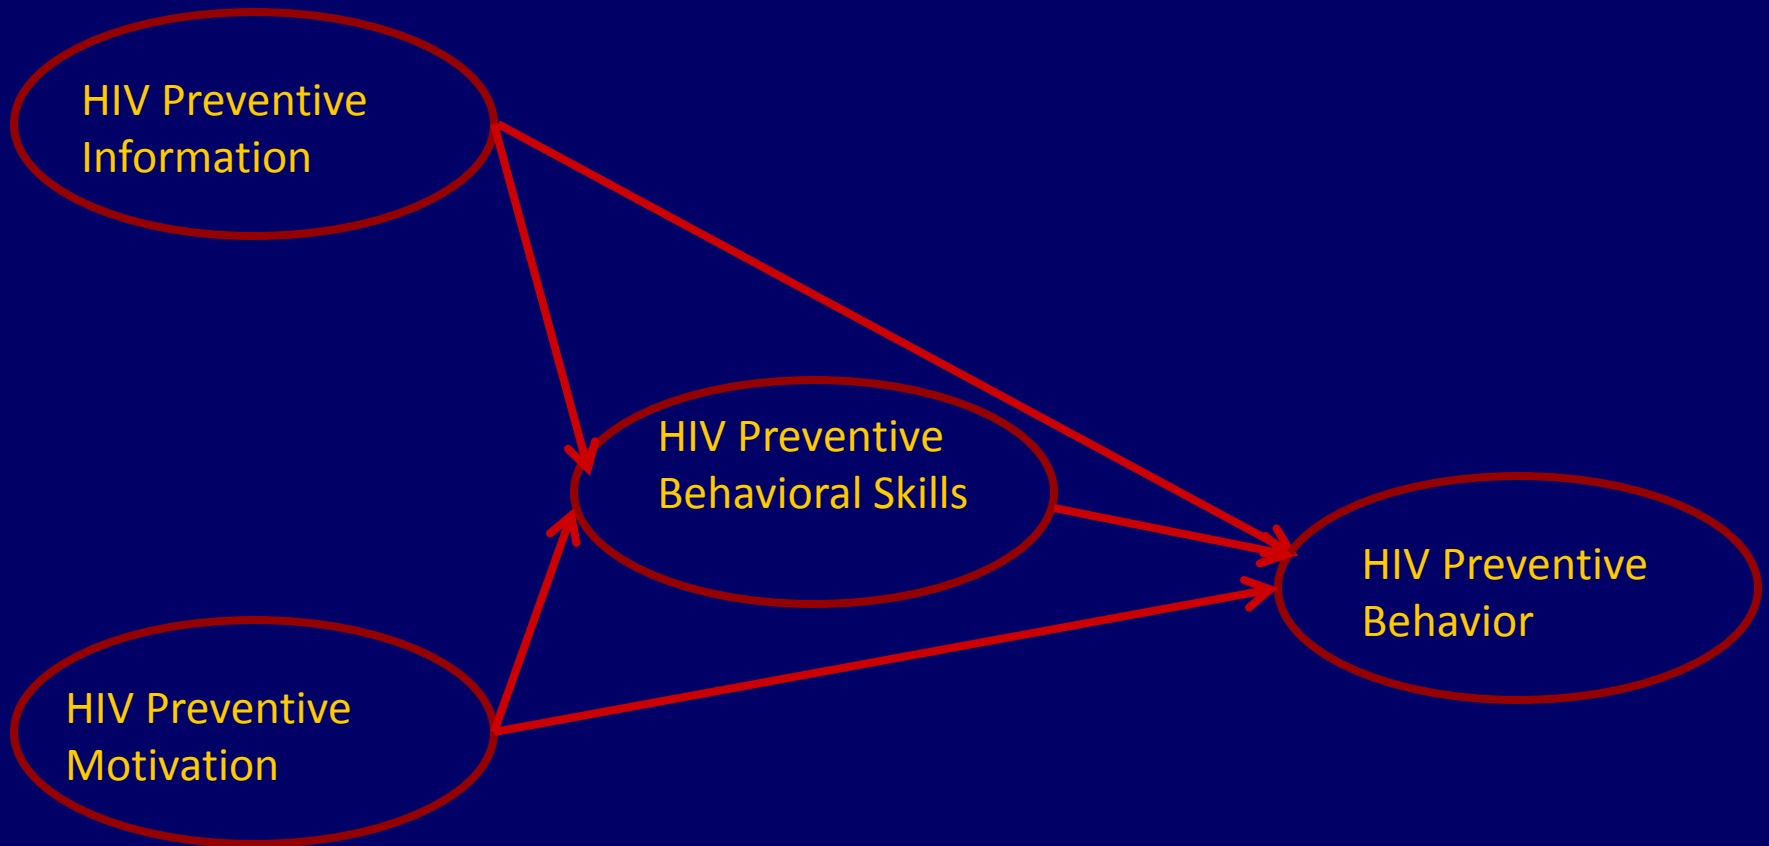 HIV Preventive
Information
HIV Preventive
Behavioral Skills
HIV Preventive
Behavior
HIV Preventive
Motivation